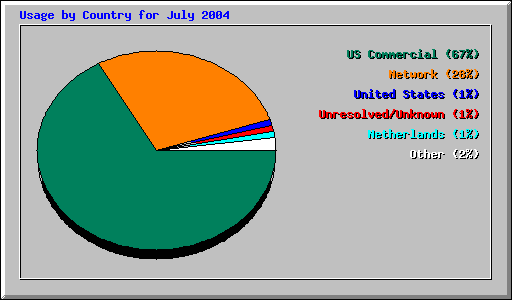 Usage by Country for July 2004
US Commercial (67%)
Network (28%)
United States (1%)
Unresolved/Unknown (1%)
Netherlands (1%)
Other (2%)